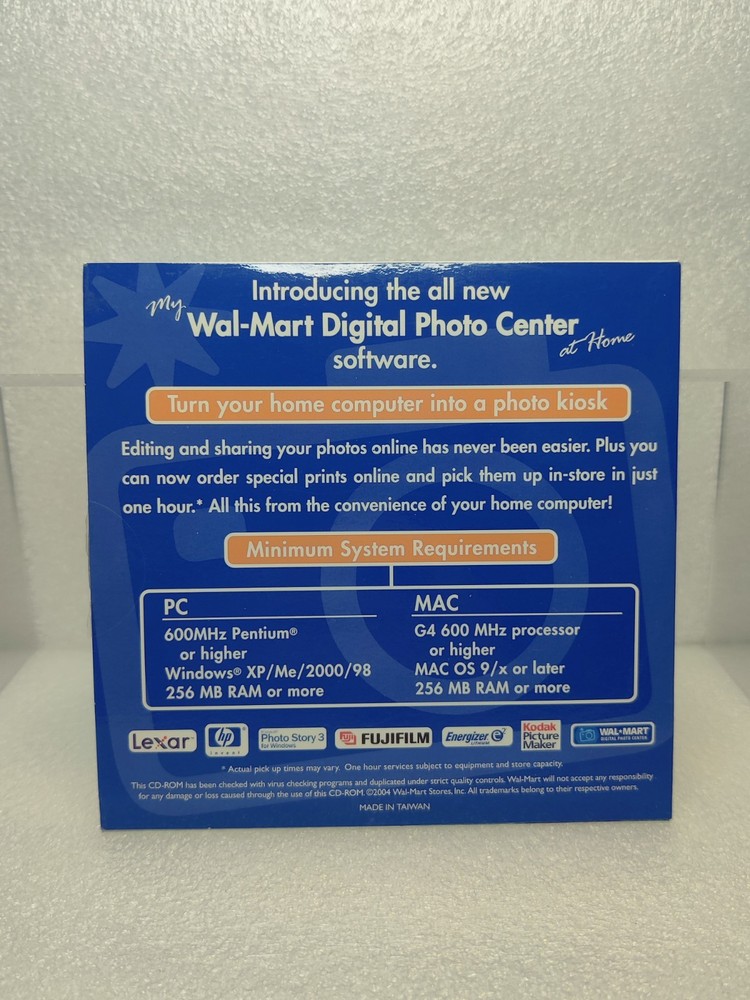 Introducing the all new
My Wal-Mart Digital Photo Center at Home
software.
Turn your home computer into a photo kiosk
Editing and sharing your photos online has never been easier. Plus you
can now order special prints online and pick them up in-store in just
one hour.* All this from the convenience of your home computer!
Minimum System Requirements
PC
600MHz Pentium®
or higher
Windows® XP/Me/2000/98
256 MB RAM or more
MAC
G4 600 MHz processor
or higher
MAC OS 9/x or later
256 MB RAM or more
Lexar
hp
invent
Photo Story 3
for Windows
FUJI FUJIFILM
Energizer e²
LITHIUM
Kodak
Picture
Maker
WAL★MART
DIGITAL PHOTO CENTER
* Actual pick up times may vary. One hour services subject to equipment and store capacity.
This CD-ROM has been checked with virus checking programs and duplicated under strict quality controls. Wal-Mart will not accept any responsibility
for any damage or loss caused through the use of this CD-ROM. ©2004 Wal-Mart Stores, Inc. All trademarks belong to their respective owners.
MADE IN TAIWAN